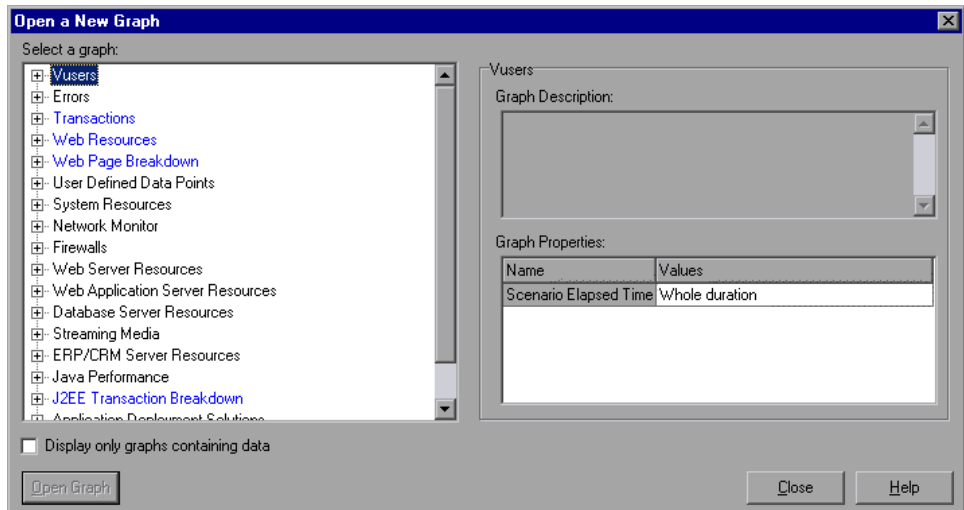 Open a New Graph
Select a graph:
Vusers
Errors
Transactions
Web Resources
Web Page Breakdown
User Defined Data Points
System Resources
Network Monitor
Firewalls
Web Server Resources
Web Application Server Resources
Database Server Resources
Streaming Media
ERP/CRM Server Resources
Java Performance
J2EE Transaction Breakdown
Application Deployment Solutions
Display only graphs containing data
Open Graph
Vusers
Graph Description:
Graph Properties:
Name Values
Scenario Elapsed Time Whole duration
Close Help